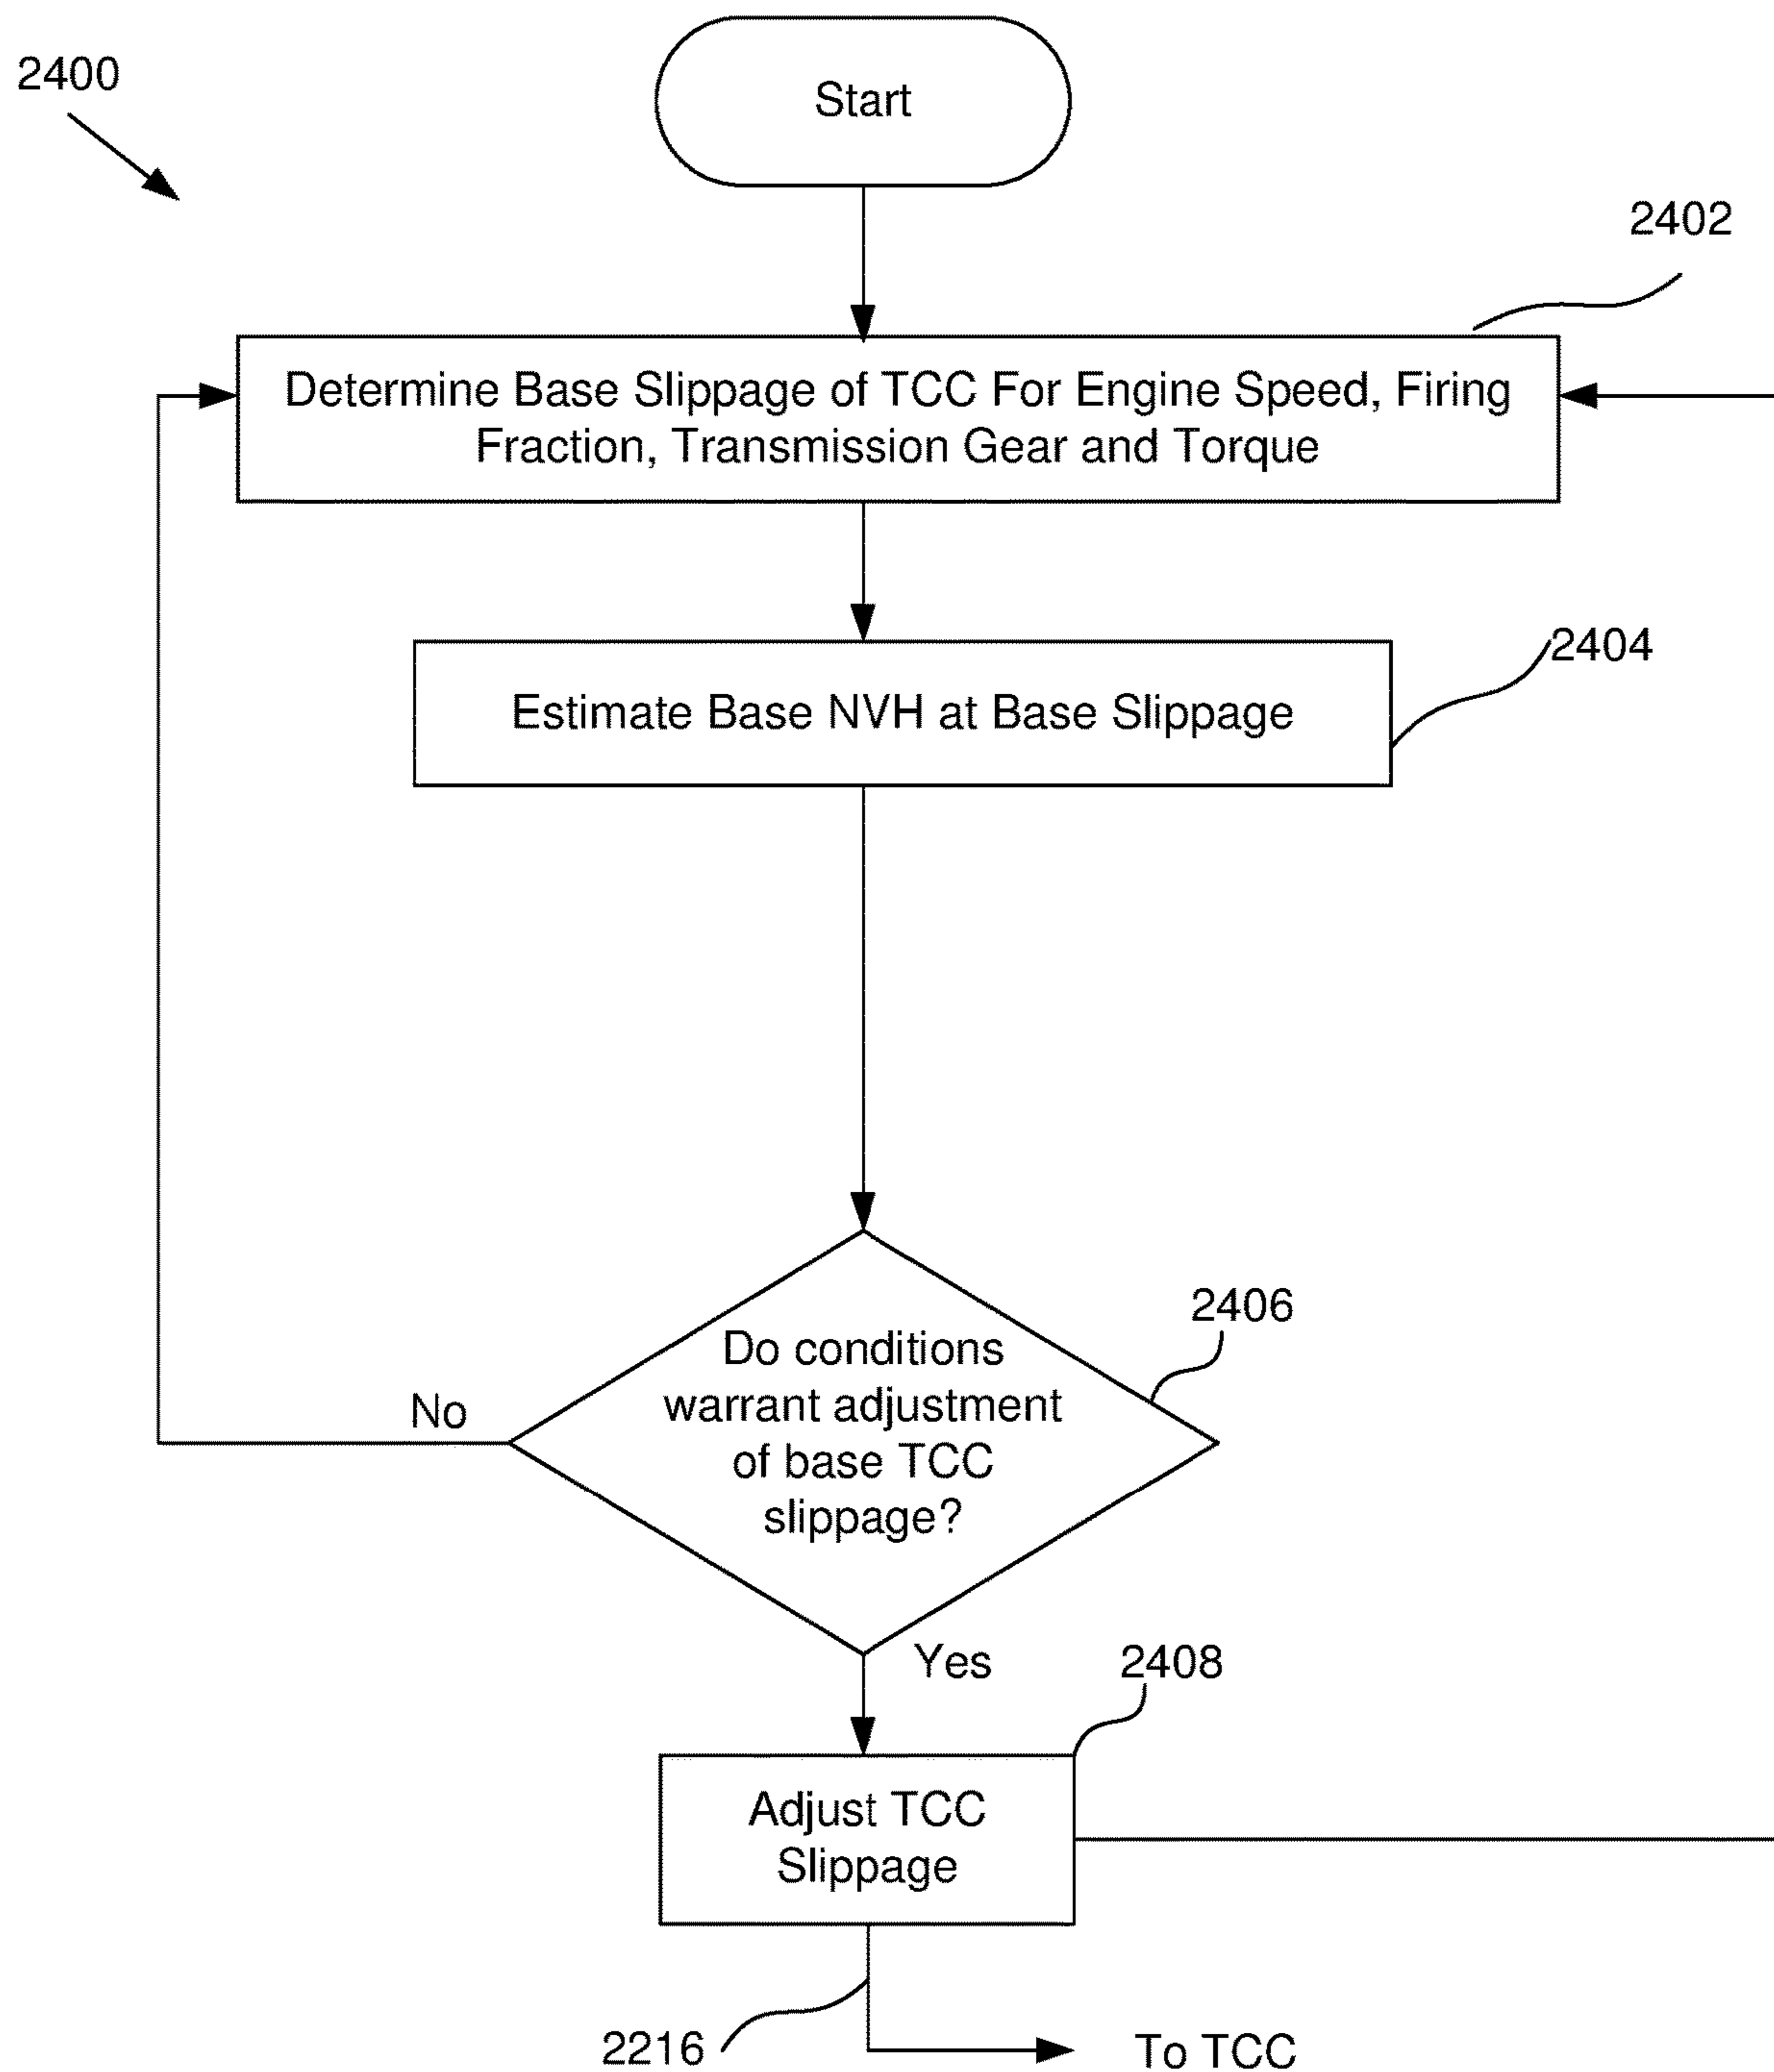 2400
Start
2402
Determine Base Slippage of TCC For Engine Speed, Firing
Fraction, Transmission Gear and Torque
2404
Estimate Base NVH at Base Slippage
2406
Do conditions
warrant adjustment
of base TCC
slippage?
No
Yes
2408
Adjust TCC
Slippage
2216
To TCC